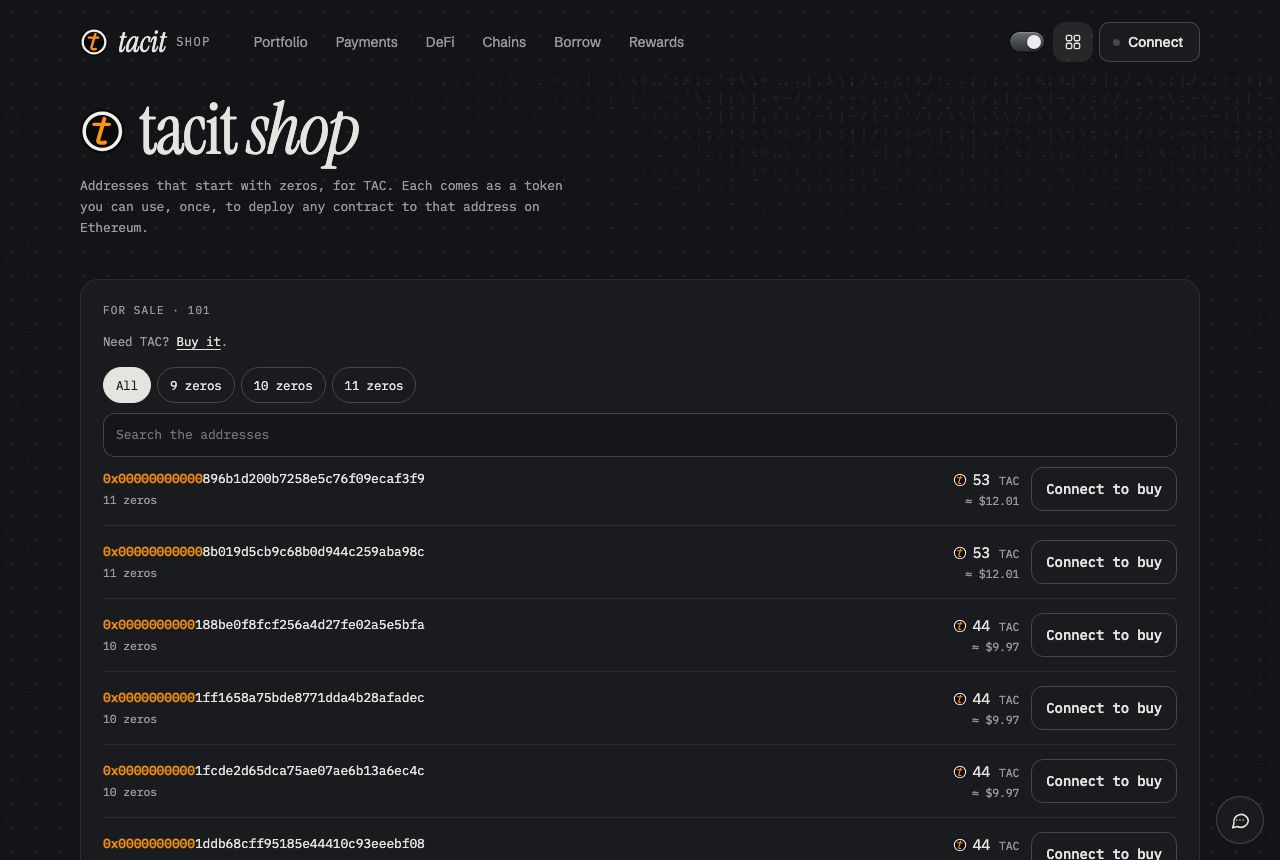 tacit SHOP Portfolio Payments DeFi Chains Borrow Rewards Connect
tacit shop
Addresses that start with zeros, for TAC. Each comes as a token
you can use, once, to deploy any contract to that address on
Ethereum.
FOR SALE · 101
Need TAC? Buy it.
All 9 zeros 10 zeros 11 zeros
Search the addresses
0x00000000000896b1d200b7258e5c76f09ecaf3f9 53 TAC Connect to buy
11 zeros ≈ $12.01
0x000000000008b019d5cb9c68b0d944c259aba98c 53 TAC Connect to buy
11 zeros ≈ $12.01
0x0000000000188be0f8fcf256a4d27fe02a5e5bfa 44 TAC Connect to buy
10 zeros ≈ $9.97
0x00000000001ff1658a75bde8771dda4b28afadec 44 TAC Connect to buy
10 zeros ≈ $9.97
0x00000000001fcde2d65dca75ae07ae6b13a6ec4c 44 TAC Connect to buy
10 zeros ≈ $9.97
0x00000000001ddb68cff95185e44410c93eeebf08 44 TAC Connect to buy